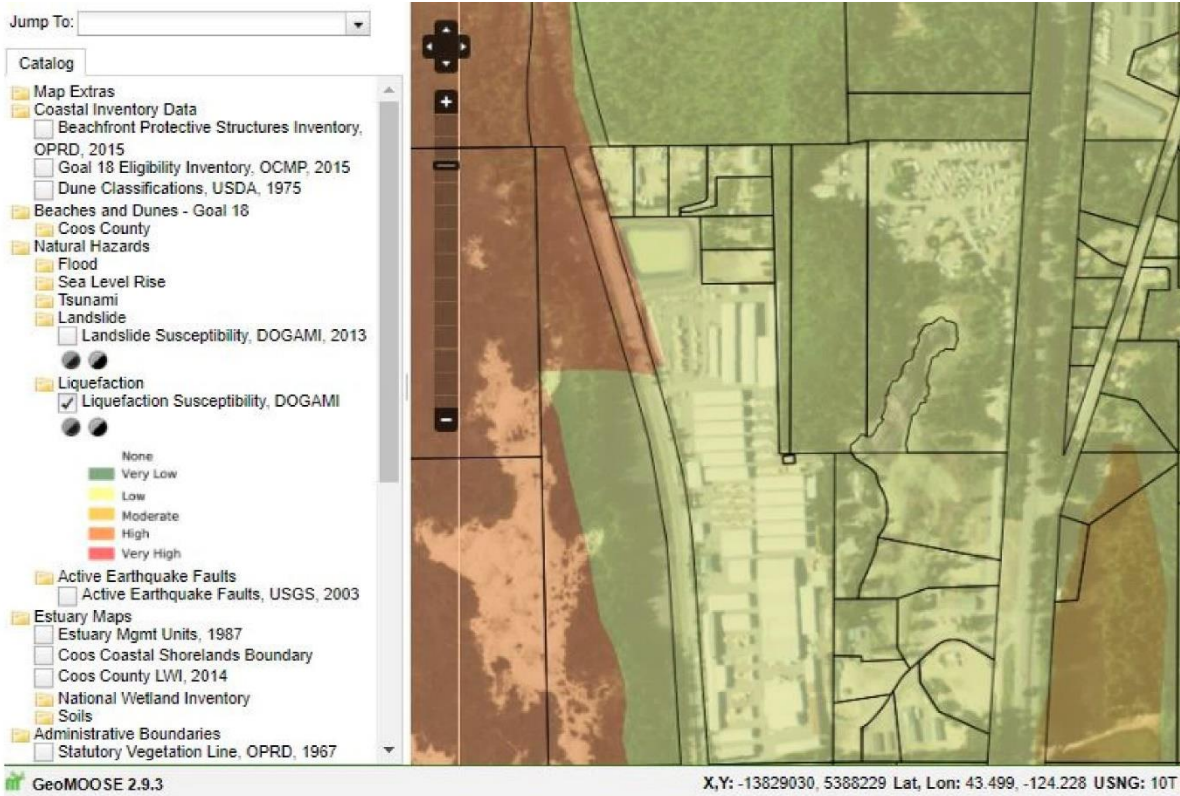 Jump To:
Catalog
Map Extras
Coastal Inventory Data
Beachfront Protective Structures Inventory,
OPRD, 2015
Goal 18 Eligibility Inventory, OCMP, 2015
Dune Classifications, USDA, 1975
Beaches and Dunes - Goal 18
Coos County
Natural Hazards
Flood
Sea Level Rise
Tsunami
Landslide
Landslide Susceptibility, DOGAMI, 2013
Liquefaction
Liquefaction Susceptibility, DOGAMI
None
Very Low
Low
Moderate
High
Very High
Active Earthquake Faults
Active Earthquake Faults, USGS, 2003
Estuary Maps
Estuary Mgmt Units, 1987
Coos Coastal Shorelands Boundary
Coos County LWI, 2014
National Wetland Inventory
Soils
Administrative Boundaries
Statutory Vegetation Line, OPRD, 1967
GeoMOOSE 2.9.3
X,Y: -13829030, 5388229 Lat, Lon: 43.499, -124.228 USNG: 10T